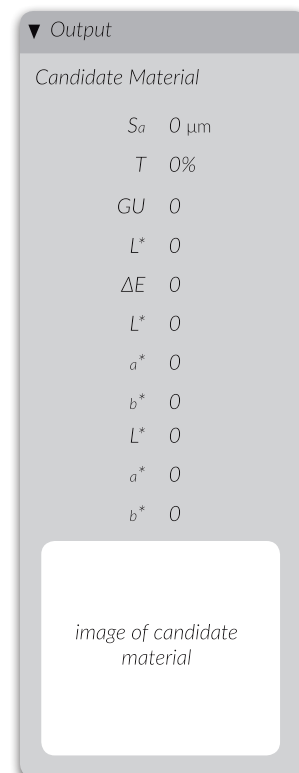 ▼ Output
Candidate Material
Sa 0 μm
T 0%
GU 0
L* 0
ΔE 0
L* 0
a* 0
b* 0
L* 0
a* 0
b* 0
image of candidate
material